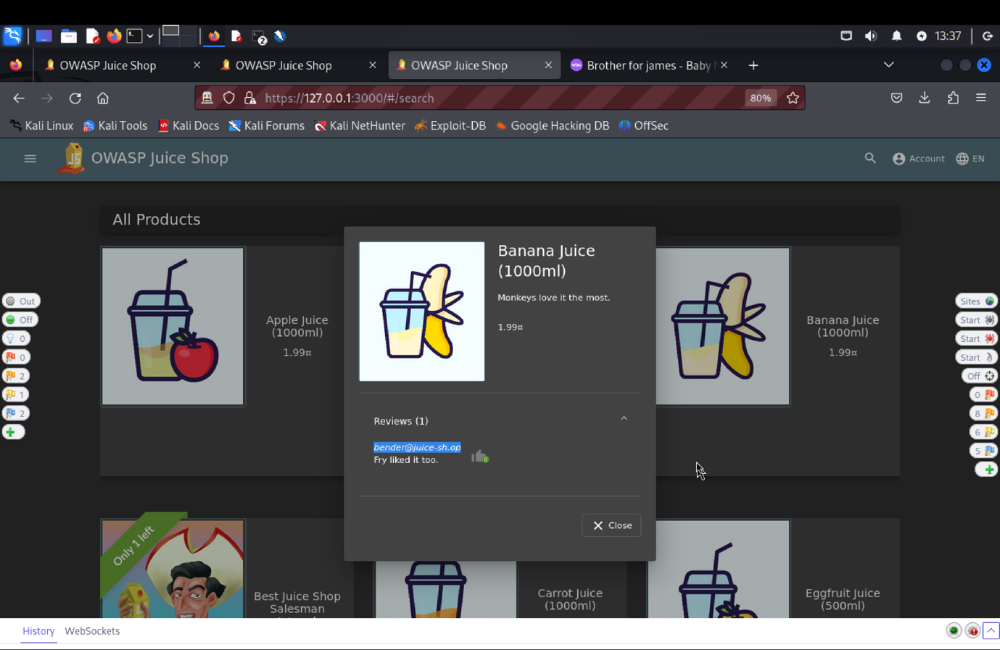 2
13:37
OWASP Juice Shop
OWASP Juice Shop
OWASP Juice Shop
Brother for james - Baby
https://127.0.0.1:3000/#/search
80%
Kali Linux
Kali Tools
Kali Docs
Kali Forums
Kali NetHunter
Exploit-DB
Google Hacking DB
OffSec
OWASP Juice Shop
Account
EN
All Products
Apple Juice
(1000ml)
1.99¤
Banana Juice
(1000ml)
Monkeys love it the most.
1.99¤
Reviews (1)
bender@juice-sh.op
Fry liked it too.
0
Close
Banana Juice
(1000ml)
1.99¤
Out
Off
0
0
2
1
2
Sites
Start
Start
Start
Off
0
8
6
5
Only 1 left
Best Juice Shop
Salesman
Carrot Juice
(1000ml)
Eggfruit Juice
(500ml)
History
WebSockets